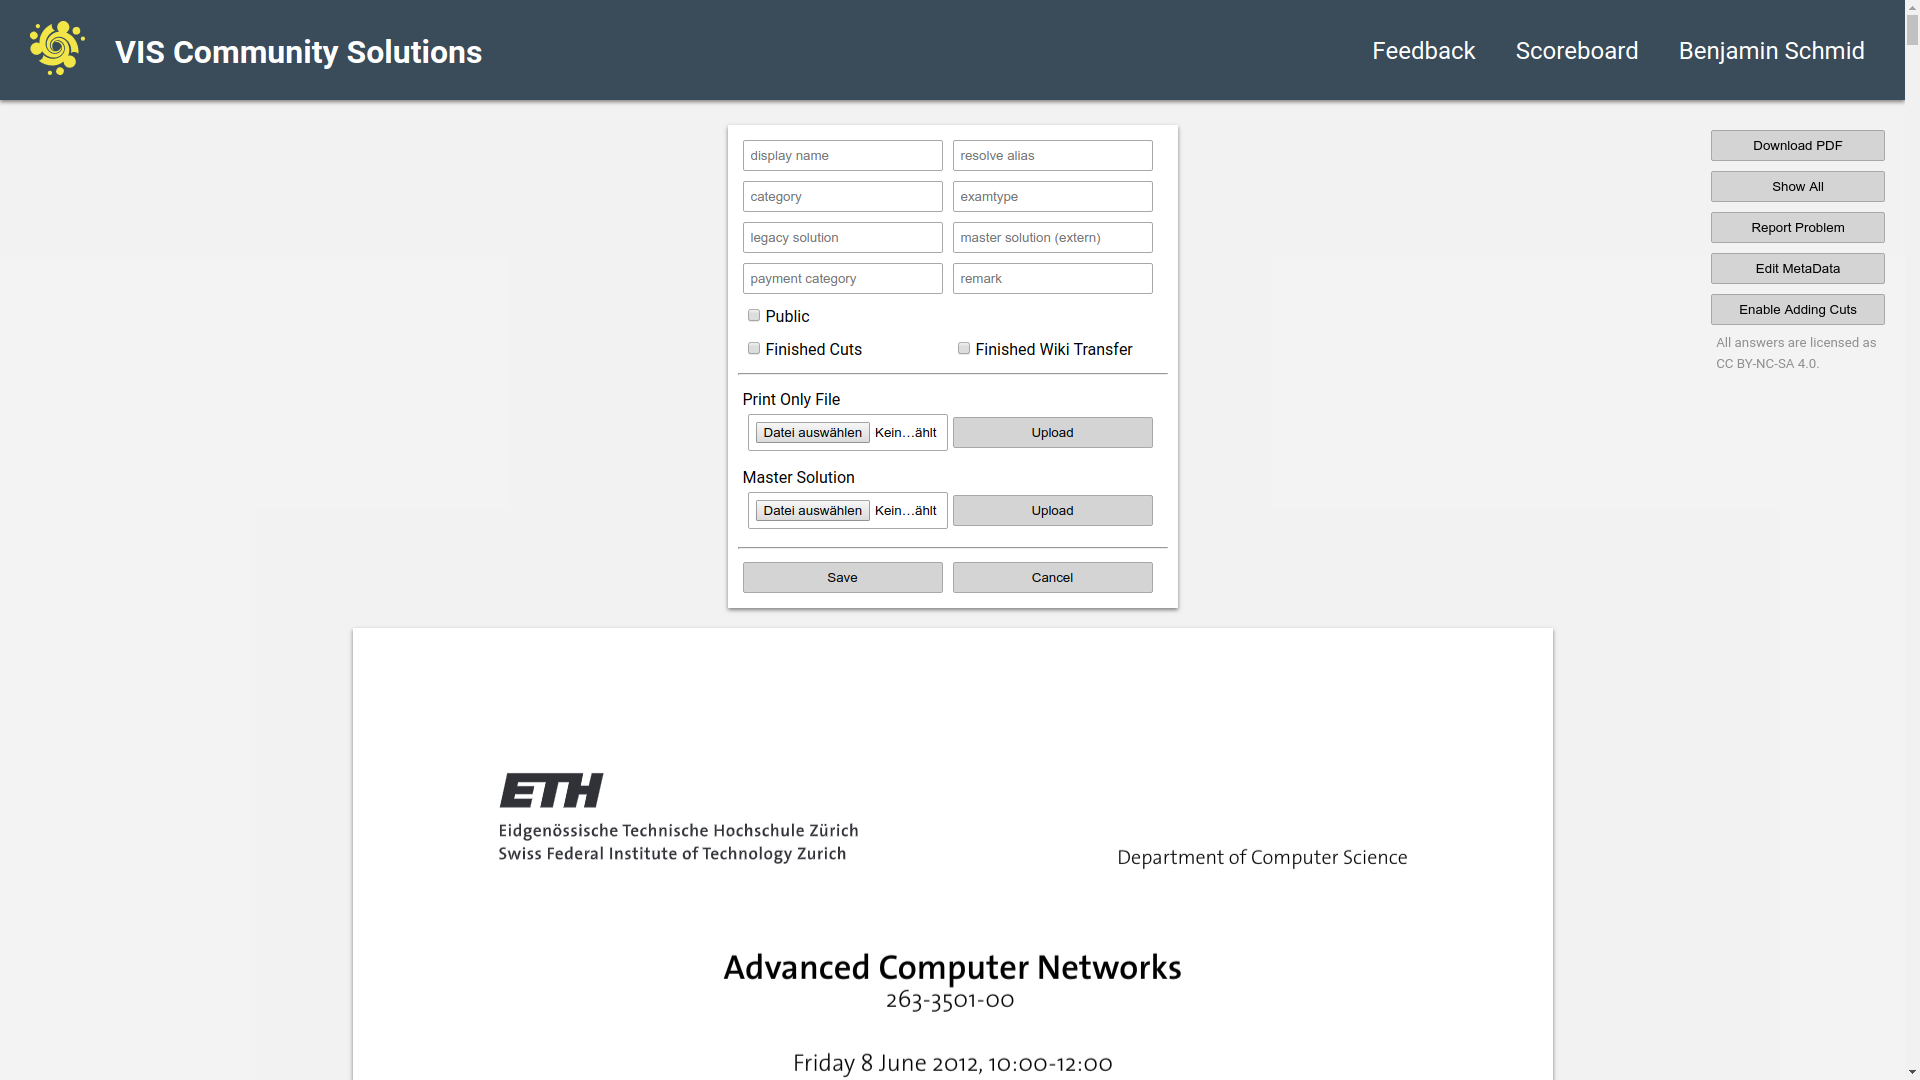 VIS Community Solutions
Feedback Scoreboard Benjamin Schmid
display name resolve alias
category examtype
legacy solution master solution (extern)
payment category remark
Public
Finished Cuts Finished Wiki Transfer
Print Only File
Datei auswählen Kein...ählt Upload
Master Solution
Datei auswählen Kein...ählt Upload
Save Cancel
Download PDF
Show All
Report Problem
Edit MetaData
Enable Adding Cuts
All answers are licensed as
CC BY-NC-SA 4.0.
ETH
Eidgenössische Technische Hochschule Zürich
Swiss Federal Institute of Technology Zurich
Department of Computer Science
Advanced Computer Networks
263-3501-00
Friday 8 June 2012, 10:00-12:00